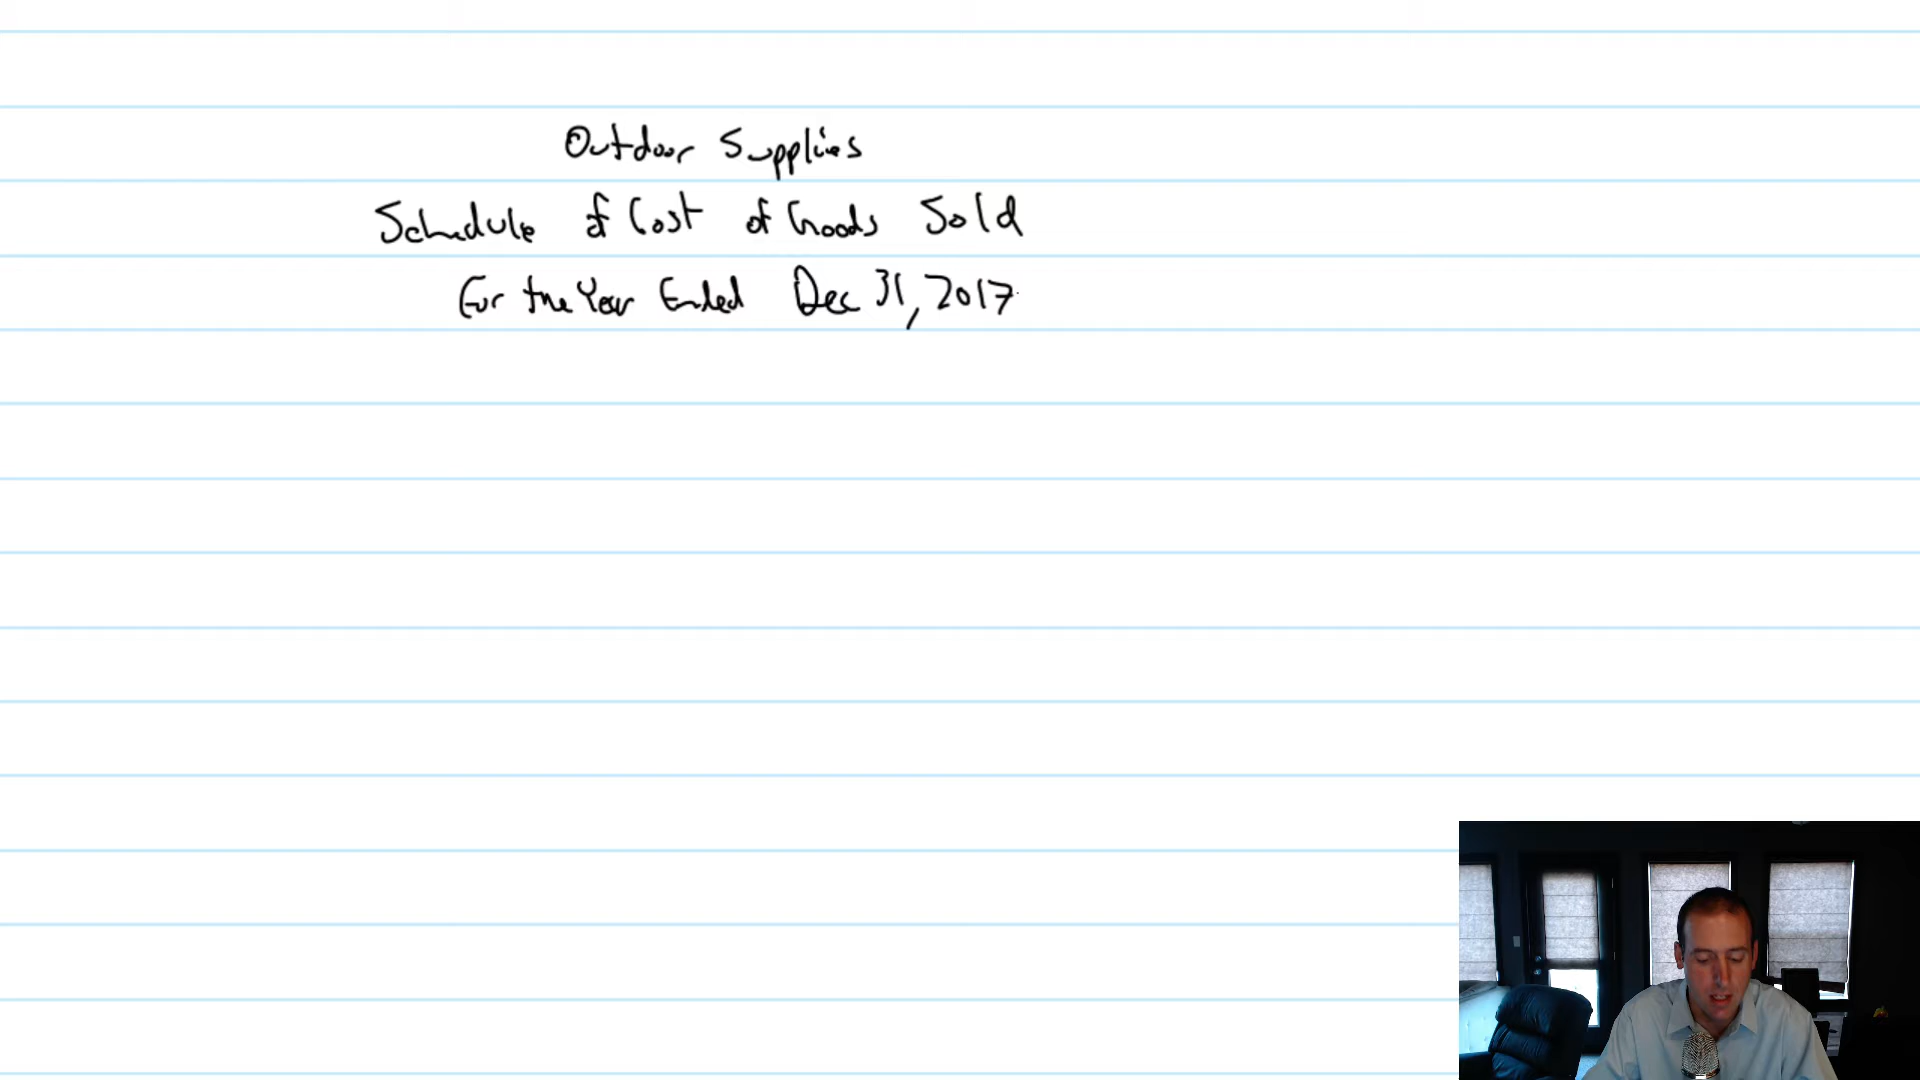 Outdoor Supplies
Schedule of Cost of Goods Sold
For the Year Ended Dec 31, 2017